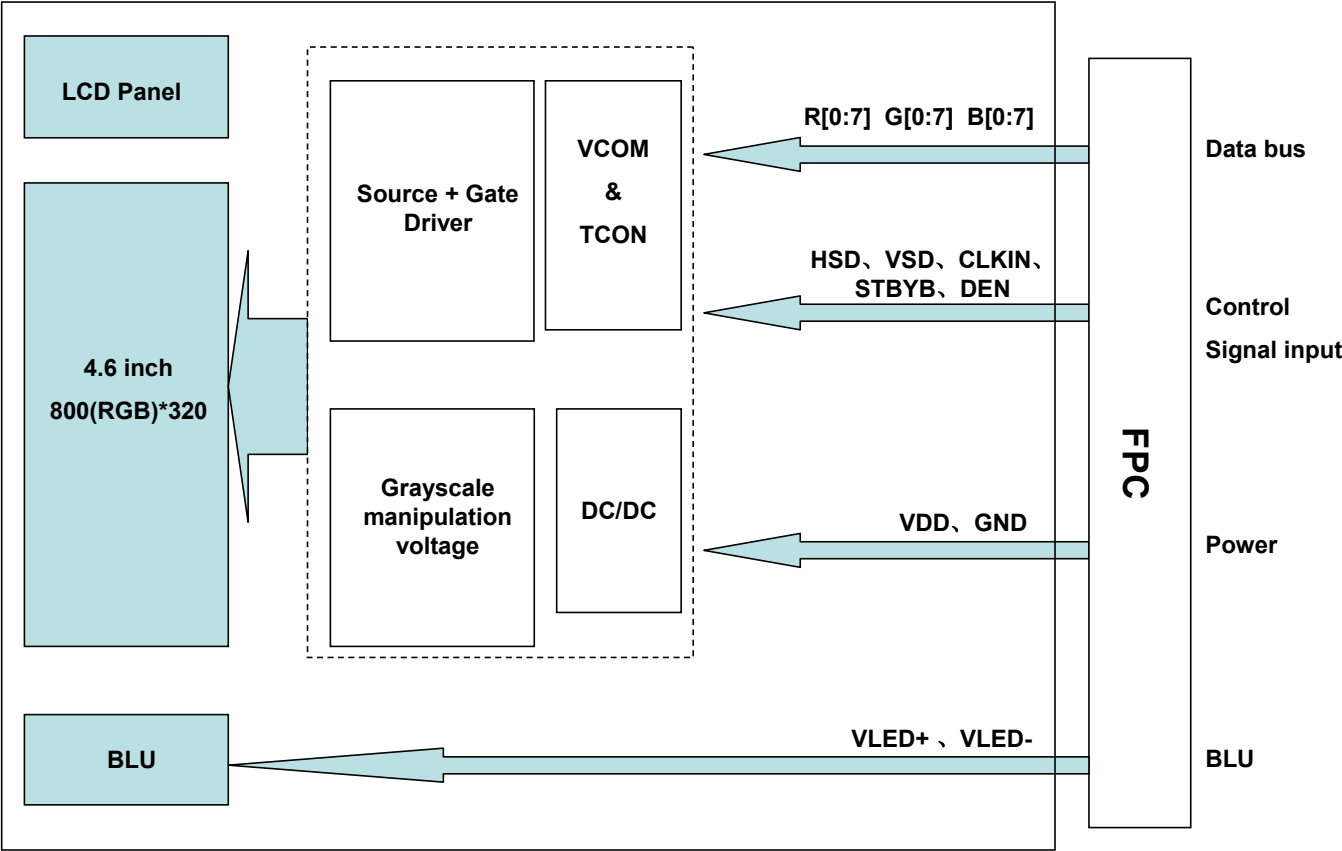 LCD Panel
4.6 inch
800(RGB)*320
BLU
Source + Gate
Driver
VCOM
&
TCON
Grayscale
manipulation
voltage
DC/DC
R[0:7] G[0:7] B[0:7]
HSD、VSD、CLKIN、
STBYB、DEN
VDD、GND
VLED+ 、VLED-
FPC
Data bus
Control
Signal input
Power
BLU